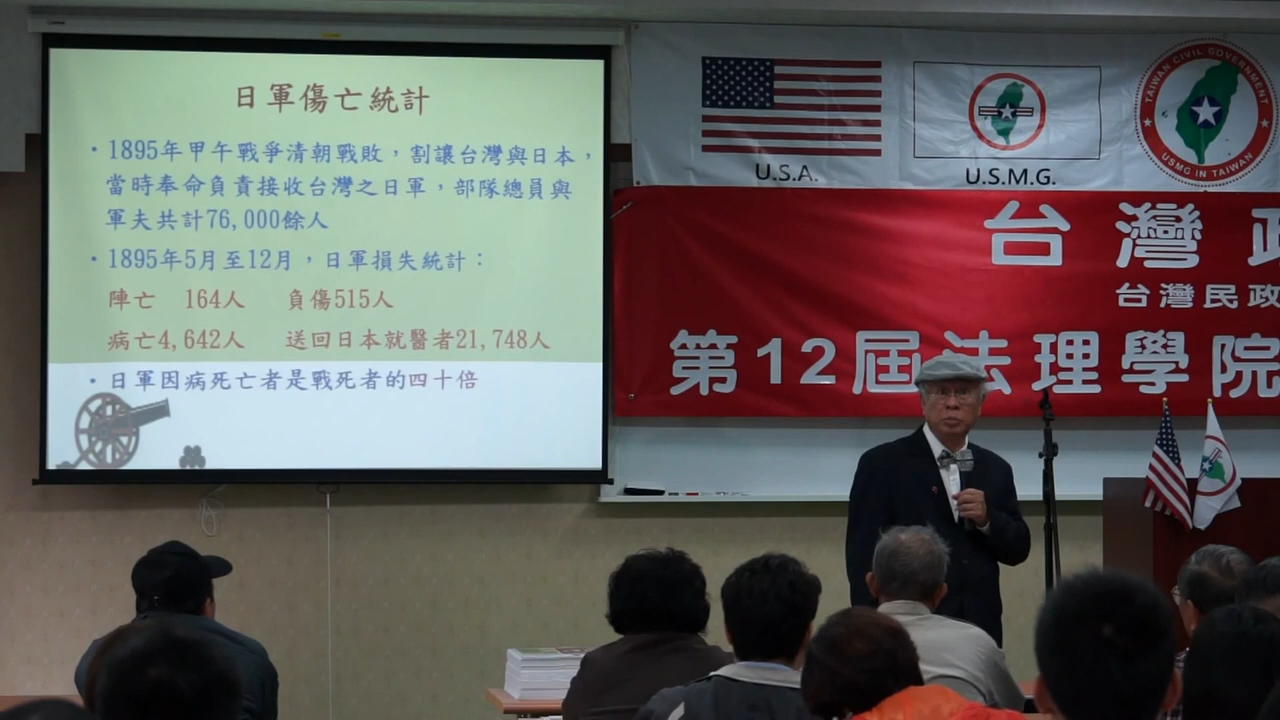 日軍傷亡統計
・1895年甲午戰爭清朝戰敗，割讓台灣與日本，
當時奉命負責接收台灣之日軍，部隊總員與
軍夫共計76,000餘人
・1895年5月至12月，日軍損失統計：
陣亡 164人 負傷515人
病亡4,642人 送回日本就醫者21,748人
・日軍因病死亡者是戰死者的四十倍
U.S.A.
U.S.M.G.
TAIWAN CIVIL GOVERNMENT
USMG IN TAIWAN
台灣政
台灣民政
第12屆法理學院